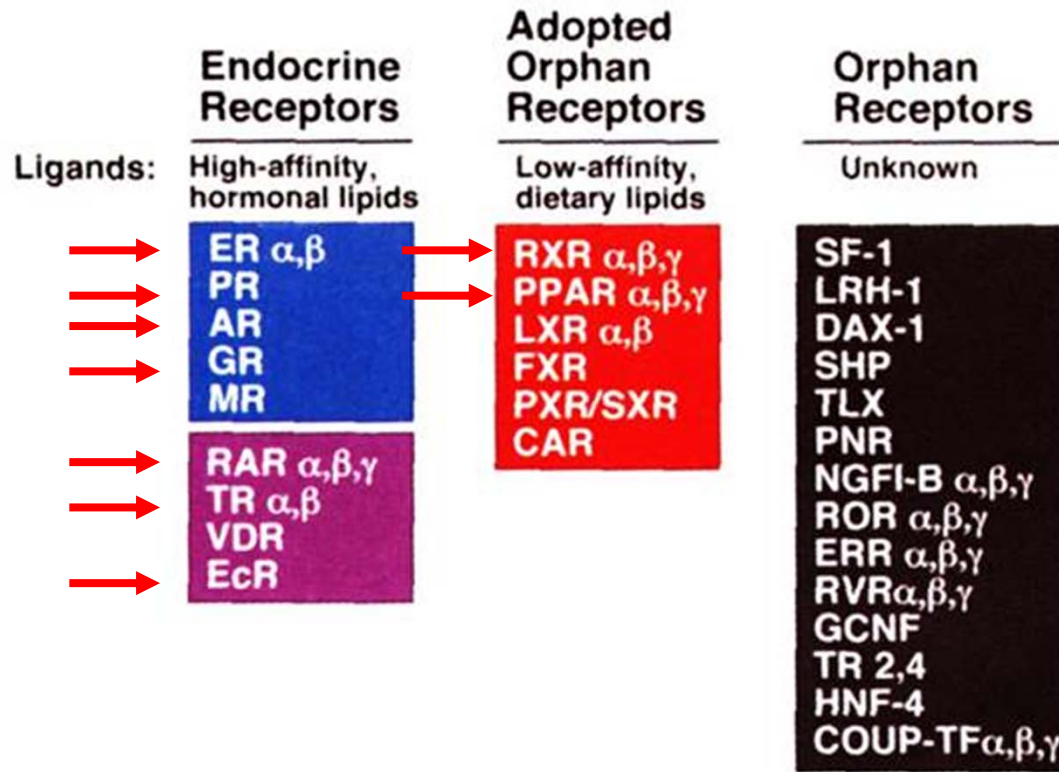 Endocrine
Receptors
Adopted
Orphan
Receptors
Orphan
Receptors
Ligands:
High-affinity,
hormonal lipids
Low-affinity,
dietary lipids
Unknown
ER α,β
PR
AR
GR
MR
RAR α,β,γ
TR α,β
VDR
EcR
RXR α,β,γ
PPAR α,β,γ
LXR α,β
FXR
PXR/SXR
CAR
SF-1
LRH-1
DAX-1
SHP
TLX
PNR
NGFI-B α,β,γ
ROR α,β,γ
ERR α,β,γ
RVRα,β,γ
GCNF
TR 2,4
HNF-4
COUP-TFα,β,γ